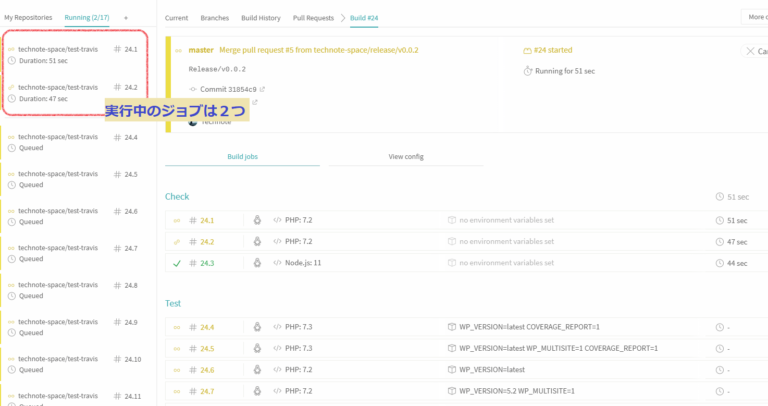 My Repositories Running (2/17) +
technote-space/test-travis # 24.1
Duration: 51 sec
technote-space/test-travis # 24.2
Duration: 47 sec
technote-space/test-travis # 24.4
Queued
technote-space/test-travis # 24.5
Queued
technote-space/test-travis # 24.6
Queued
technote-space/test-travis # 24.7
Queued
technote-space/test-travis # 24.8
Queued
technote-space/test-travis # 24.9
Queued
technote-space/test-travis # 24.10
Queued
technote-space/test-travis # 24.11
Queued
Current Branches Build History Pull Requests Build #24
More
master Merge pull request #5 from technote-space/release/v0.0.2
#24 started
Release/v0.0.2
Running for 51 sec
Commit 31854c9
実行中のジョブは２つ
Build jobs View config
Check 51 sec
# 24.1 PHP: 7.2 no environment variables set 51 sec
# 24.2 PHP: 7.2 no environment variables set 47 sec
# 24.3 Node.js: 11 no environment variables set 44 sec
Test
# 24.4 PHP: 7.3 WP_VERSION=latest COVERAGE_REPORT=1 -
# 24.5 PHP: 7.3 WP_VERSION=latest WP_MULTISITE=1 COVERAGE_REPORT=1 -
# 24.6 PHP: 7.2 WP_VERSION=latest -
# 24.7 PHP: 7.2 WP_VERSION=5.2 WP_MULTISITE=1 -